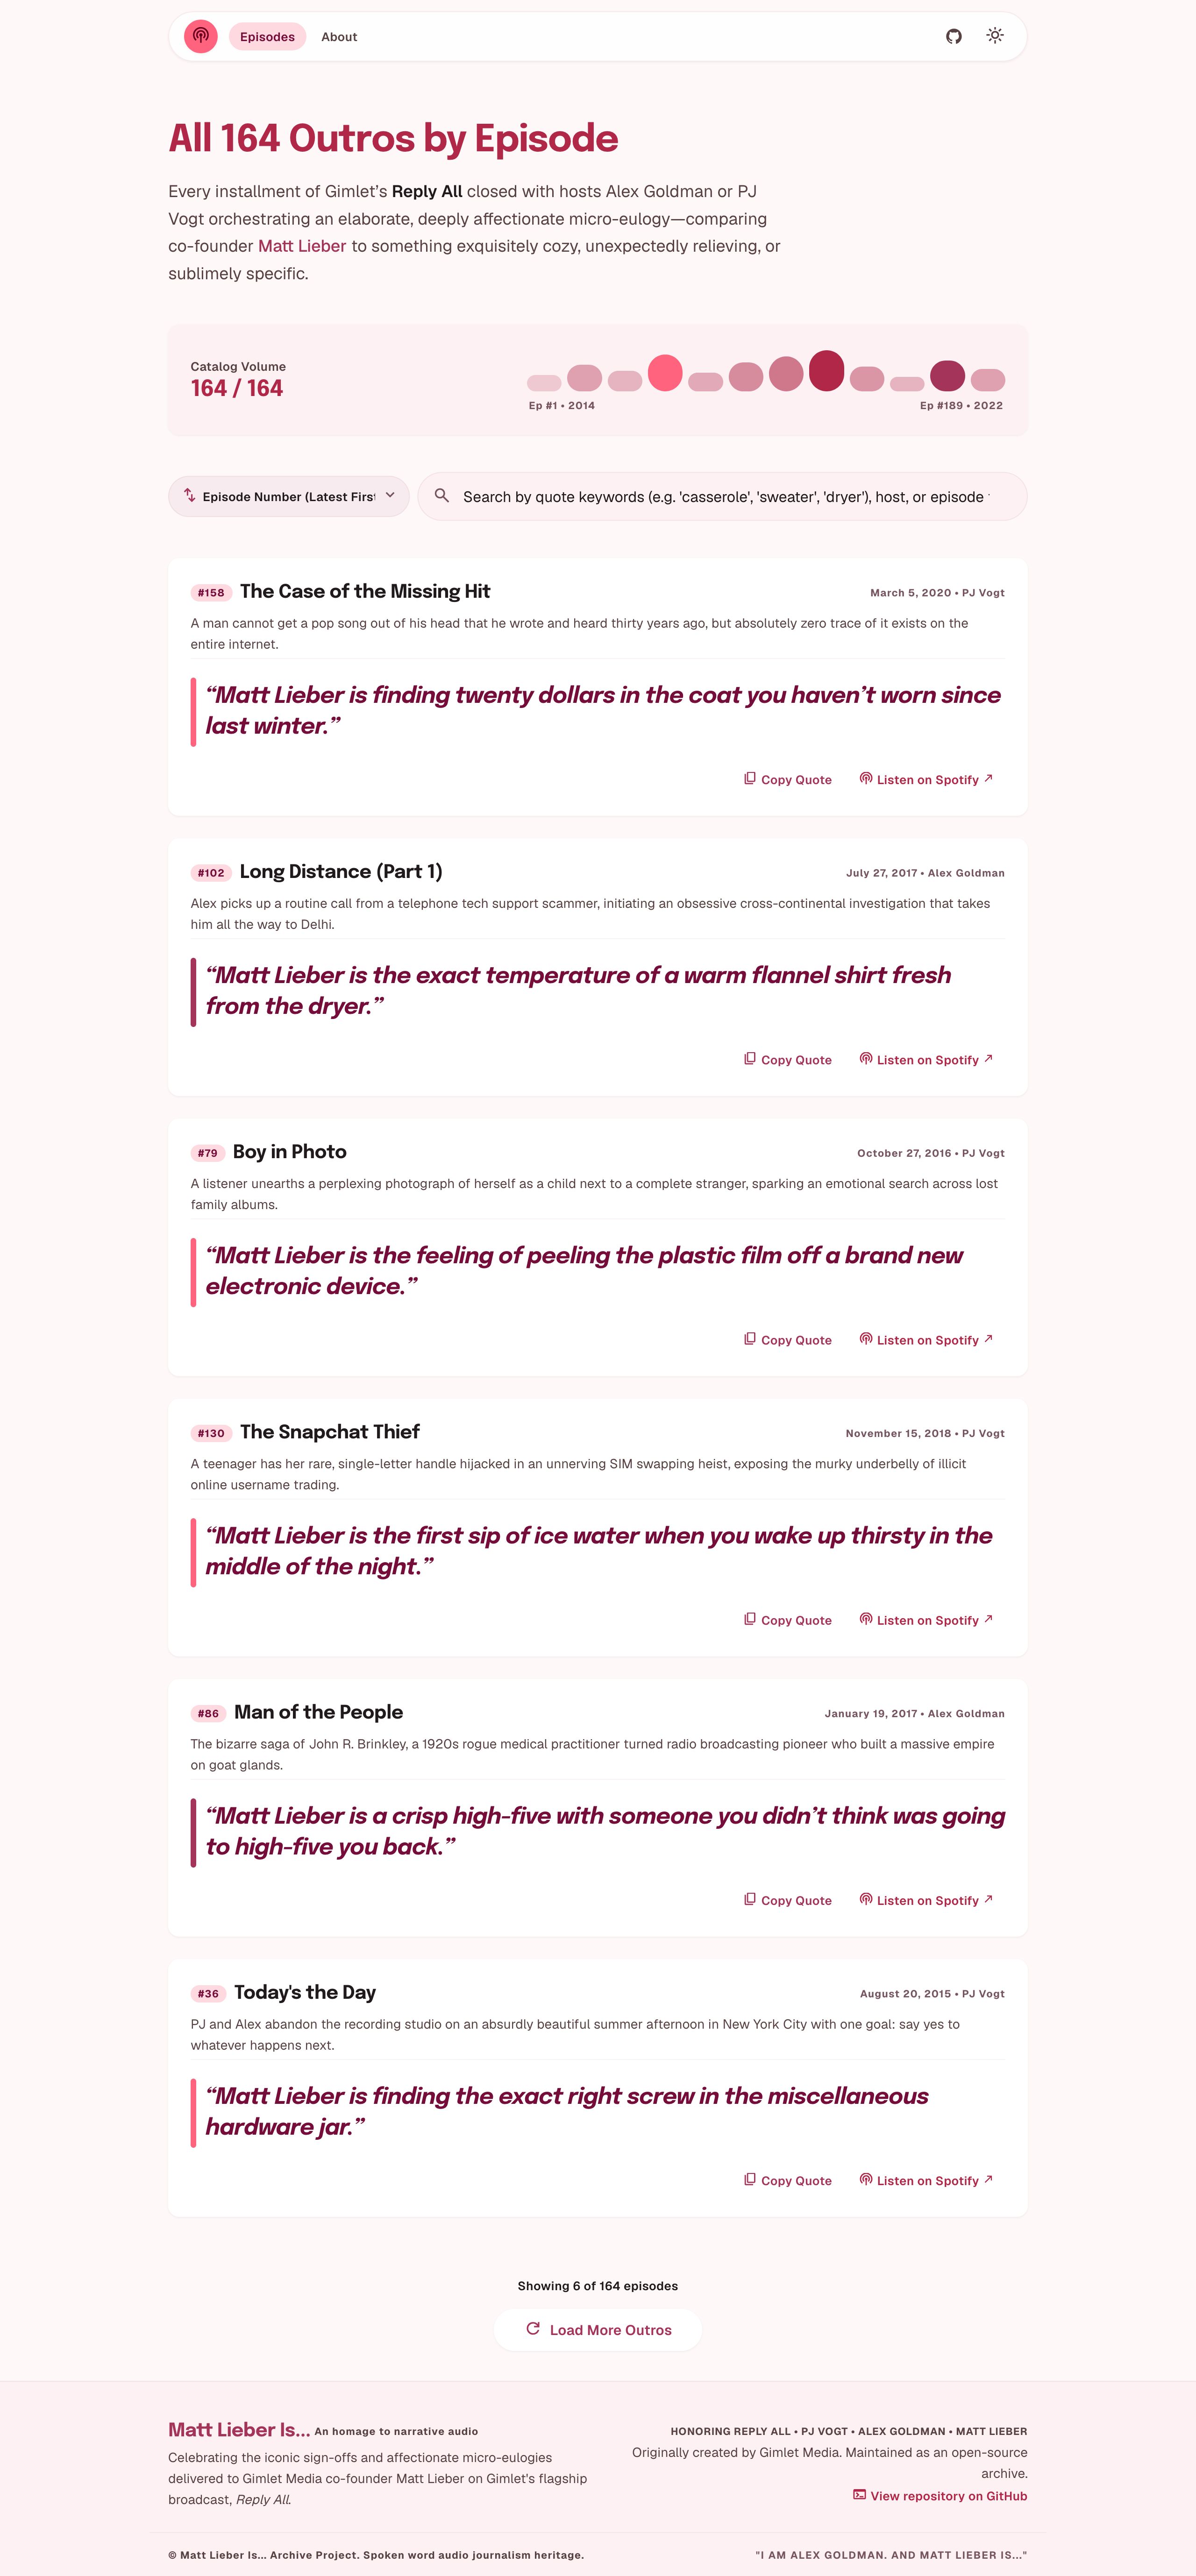 Episodes
About
All 164 Outros by Episode
Every installment of Gimlet’s Reply All closed with hosts Alex Goldman or PJ
Vogt orchestrating an elaborate, deeply affectionate micro-eulogy—comparing
co-founder Matt Lieber to something exquisitely cozy, unexpectedly relieving, or
sublimely specific.
Catalog Volume
164 / 164
Ep #1 • 2014
Ep #189 • 2022
Episode Number (Latest First
Search by quote keywords (e.g. 'casserole', 'sweater', 'dryer'), host, or episode
#158 The Case of the Missing Hit
March 5, 2020 • PJ Vogt
A man cannot get a pop song out of his head that he wrote and heard thirty years ago, but absolutely zero trace of it exists on the
entire internet.
“Matt Lieber is finding twenty dollars in the coat you haven’t worn since
last winter.”
Copy Quote
Listen on Spotify ↗
#102 Long Distance (Part 1)
July 27, 2017 • Alex Goldman
Alex picks up a routine call from a telephone tech support scammer, initiating an obsessive cross-continental investigation that takes
him all the way to Delhi.
“Matt Lieber is the exact temperature of a warm flannel shirt fresh
from the dryer.”
Copy Quote
Listen on Spotify ↗
#79 Boy in Photo
October 27, 2016 • PJ Vogt
A listener unearths a perplexing photograph of herself as a child next to a complete stranger, sparking an emotional search across lost
family albums.
“Matt Lieber is the feeling of peeling the plastic film off a brand new
electronic device.”
Copy Quote
Listen on Spotify ↗
#130 The Snapchat Thief
November 15, 2018 • PJ Vogt
A teenager has her rare, single-letter handle hijacked in an unnerving SIM swapping heist, exposing the murky underbelly of illicit
online username trading.
“Matt Lieber is the first sip of ice water when you wake up thirsty in the
middle of the night.”
Copy Quote
Listen on Spotify ↗
#86 Man of the People
January 19, 2017 • Alex Goldman
The bizarre saga of John R. Brinkley, a 1920s rogue medical practitioner turned radio broadcasting pioneer who built a massive empire
on goat glands.
“Matt Lieber is a crisp high-five with someone you didn’t think was going
to high-five you back.”
Copy Quote
Listen on Spotify ↗
#36 Today's the Day
August 20, 2015 • PJ Vogt
PJ and Alex abandon the recording studio on an absurdly beautiful summer afternoon in New York City with one goal: say yes to
whatever happens next.
“Matt Lieber is finding the exact right screw in the miscellaneous
hardware jar.”
Copy Quote
Listen on Spotify ↗
Showing 6 of 164 episodes
Load More Outros
Matt Lieber Is... An homage to narrative audio
Celebrating the iconic sign-offs and affectionate micro-eulogies
delivered to Gimlet Media co-founder Matt Lieber on Gimlet's flagship
broadcast, Reply All.
HONORING REPLY ALL • PJ VOGT • ALEX GOLDMAN • MATT LIEBER
Originally created by Gimlet Media. Maintained as an open-source
archive.
View repository on GitHub
© Matt Lieber Is... Archive Project. Spoken word audio journalism heritage.
"I AM ALEX GOLDMAN. AND MATT LIEBER IS..."